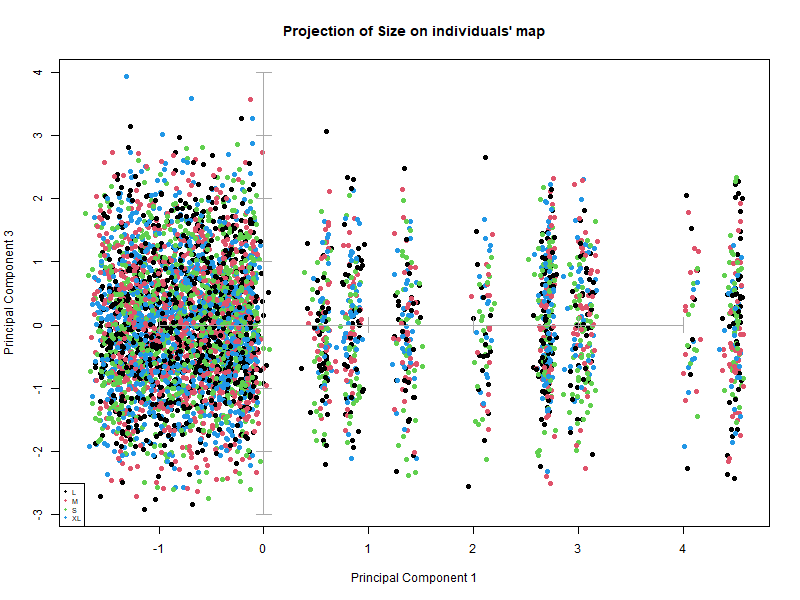 Projection of Size on individuals' map
Principal Component 3
4
3
2
1
0
-1
-2
-3
L
M
S
XL
-1 0 1 2 3 4
Principal Component 1